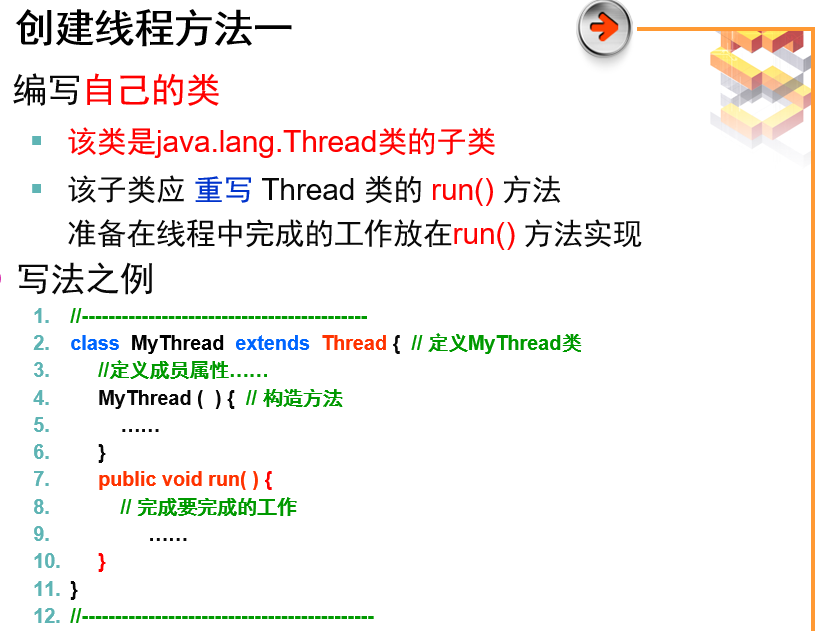 创建线程方法一
编写自己的类
▪ 该类是java.lang.Thread类的子类
▪ 该子类应 重写 Thread 类的 run() 方法
准备在线程中完成的工作放在run() 方法实现
写法之例
1. //-------------------------------------------
2. class MyThread extends Thread { // 定义MyThread类
3. //定义成员属性……
4. MyThread ( ) { // 构造方法
5. ……
6. }
7. public void run( ) {
8. // 完成要完成的工作
9. ……
10. }
11. }
12. //--------------------------------------------